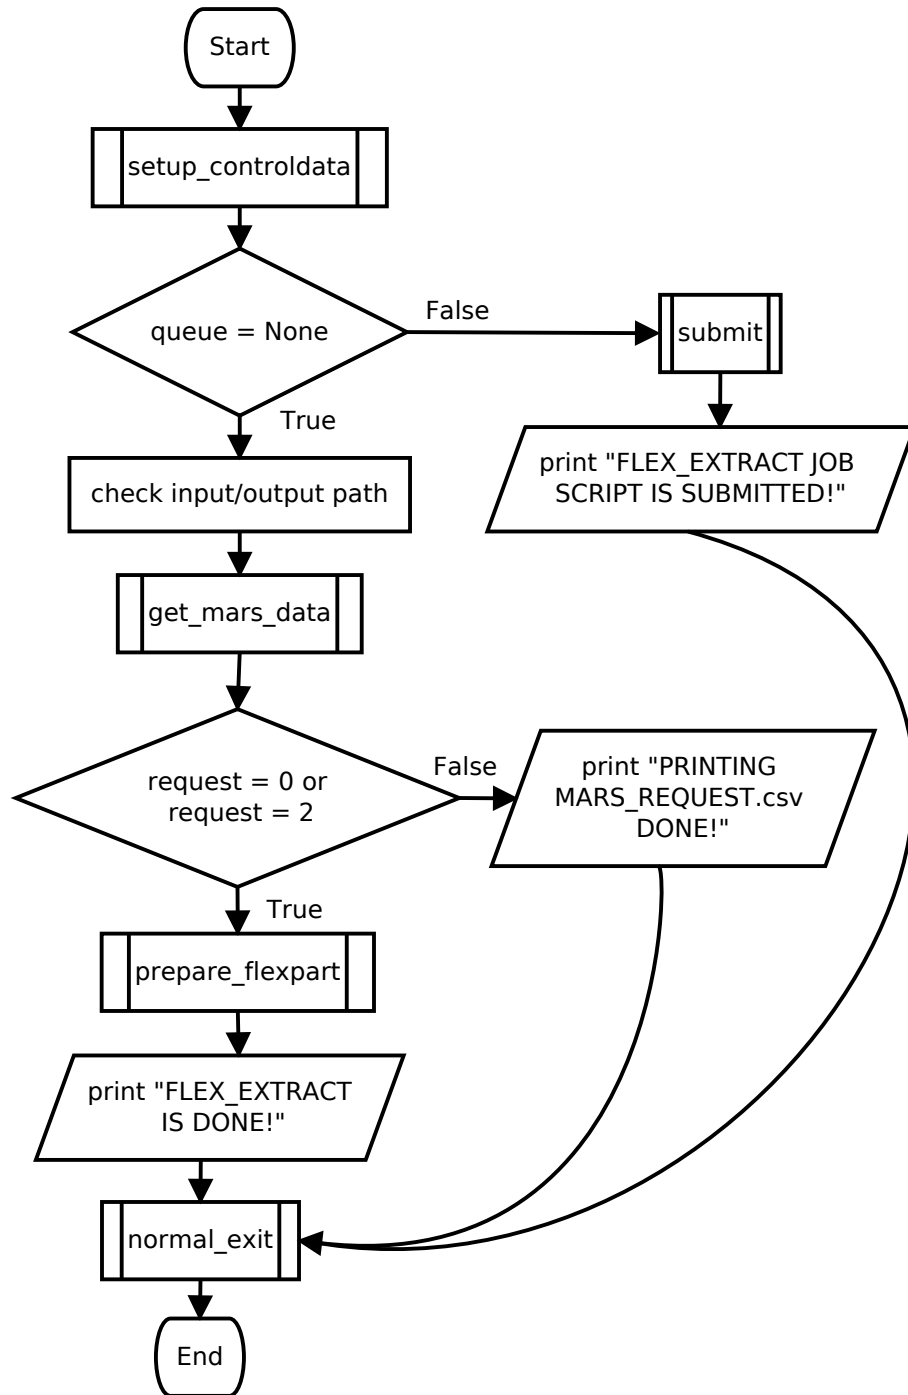 Start
setup_controldata
queue = None
False
submit
True
print "FLEX_EXTRACT JOB
SCRIPT IS SUBMITTED!"
check input/output path
get_mars_data
request = 0 or
request = 2
False
print "PRINTING
MARS_REQUEST.csv
DONE!"
True
prepare_flexpart
print "FLEX_EXTRACT
IS DONE!"
normal_exit
End